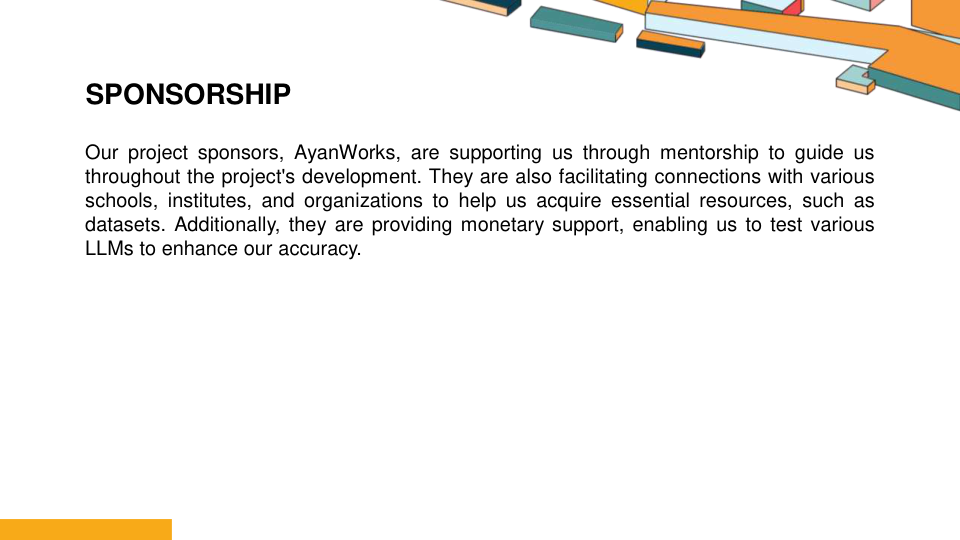 SPONSORSHIP
Our project sponsors, AyanWorks, are supporting us through mentorship to guide us
throughout the project's development. They are also facilitating connections with various
schools, institutes, and organizations to help us acquire essential resources, such as
datasets. Additionally, they are providing monetary support, enabling us to test various
LLMs to enhance our accuracy.